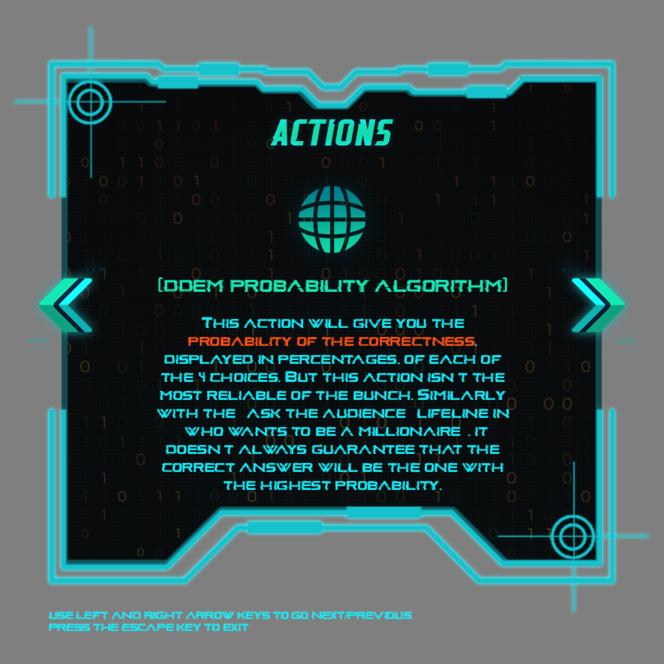 ACTIONS
[DDEM PROBABILITY ALGORITHM]
THIS ACTION WILL GIVE YOU THE
PROBABILITY OF THE CORRECTNESS,
DISPLAYED IN PERCENTAGES, OF EACH OF
THE 4 CHOICES. BUT THIS ACTION ISN T THE
MOST RELIABLE OF THE BUNCH. SIMILARLY
WITH THE ASK THE AUDIENCE LIFELINE IN
WHO WANTS TO BE A MILLIONAIRE , IT
DOESN T ALWAYS GUARANTEE THAT THE
CORRECT ANSWER WILL BE THE ONE WITH
THE HIGHEST PROBABILITY.
USE LEFT AND RIGHT ARROW KEYS TO GO NEXT/PREVIOUS
PRESS THE ESCAPE KEY TO EXIT